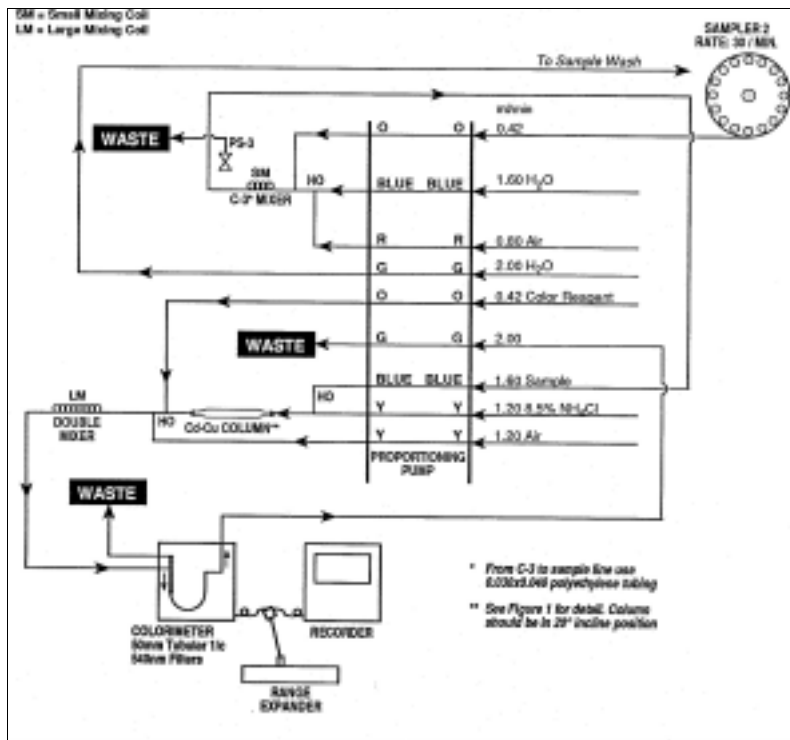 SM = Small Mixing Coil
LM = Large Mixing Coil
SAMPLER 2
RATE: 30 / MIN.
To Sample Wash
ml/min
WASTE
PS-3
O O 0.42
SM
HO
BLUE BLUE 1.60 H2O
C-3* MIXER
R R 0.80 Air
G G 2.00 H2O
O O 0.42 Color Reagent
WASTE
G G 2.00
BLUE BLUE 1.60 Sample
HO
LM
Y Y 1.20 8.5% NH4Cl
HO
DOUBLE
MIXER
Cd-Cu COLUMN**
Y Y 1.20 Air
PROPORTIONING
PUMP
WASTE
* From C-3 to sample line use
0.030x0.048 polyethylene tubing
** See Figure 1 for detail. Column
should be in 20° incline position
COLORIMETER
50mm Tubular f/c
540nm Filters
RECORDER
RANGE
EXPANDER